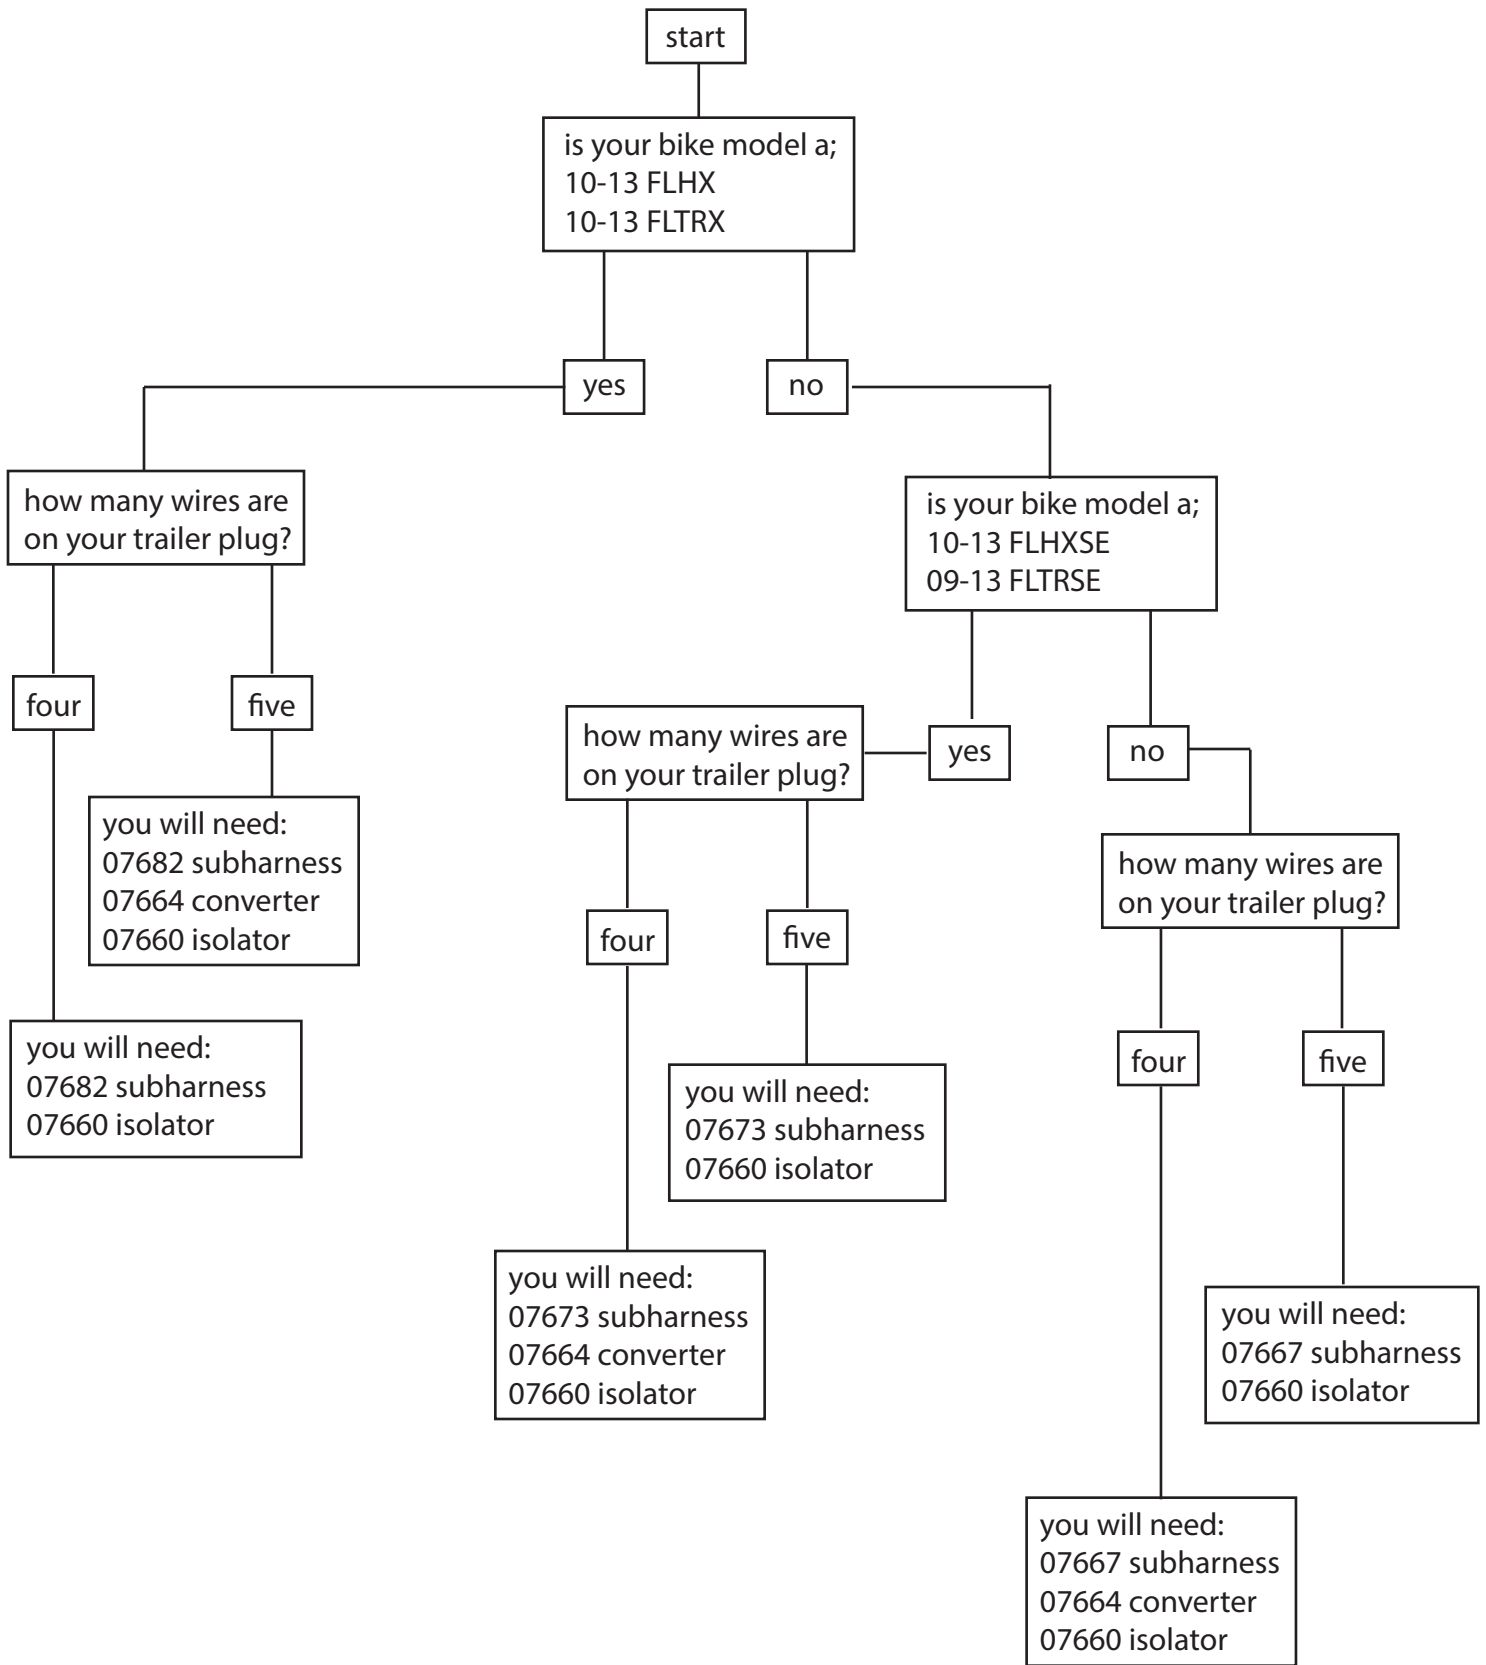 start
is your bike model a;
10-13 FLHX
10-13 FLTRX
yes
no
how many wires are
on your trailer plug?
is your bike model a;
10-13 FLHXSE
09-13 FLTRSE
four
five
how many wires are
on your trailer plug?
yes
no
you will need:
07682 subharness
07664 converter
07660 isolator
how many wires are
on your trailer plug?
four
five
you will need:
07682 subharness
07660 isolator
four
five
you will need:
07673 subharness
07660 isolator
you will need:
07673 subharness
07664 converter
07660 isolator
you will need:
07667 subharness
07660 isolator
you will need:
07667 subharness
07664 converter
07660 isolator